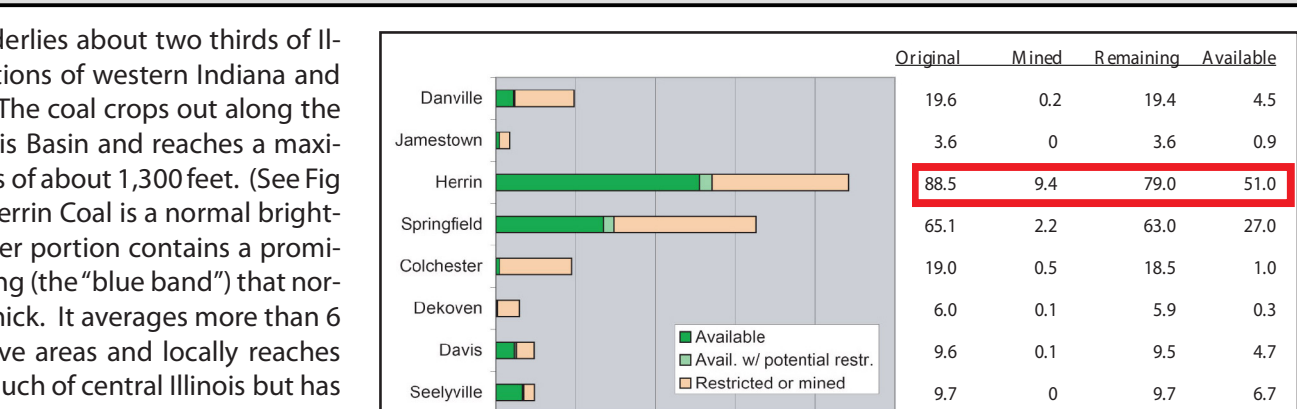 derlies about two thirds of Il-
tions of western Indiana and
The coal crops out along the
is Basin and reaches a maxi-
s of about 1,300 feet. (See Fig
errin Coal is a normal bright-
er portion contains a promi-
ng (the "blue band") that nor-
hick. It averages more than 6
ve areas and locally reaches
uch of central Illinois but has
Original Mined Remaining Available
Danville 19.6 0.2 19.4 4.5
Jamestown 3.6 0 3.6 0.9
Herrin 88.5 9.4 79.0 51.0
Springfield 65.1 2.2 63.0 27.0
Colchester 19.0 0.5 18.5 1.0
Dekoven 6.0 0.1 5.9 0.3
Davis 9.6 0.1 9.5 4.7
Seelyville 9.7 0 9.7 6.7
Available
Avail. w/ potential restr.
Restricted or mined